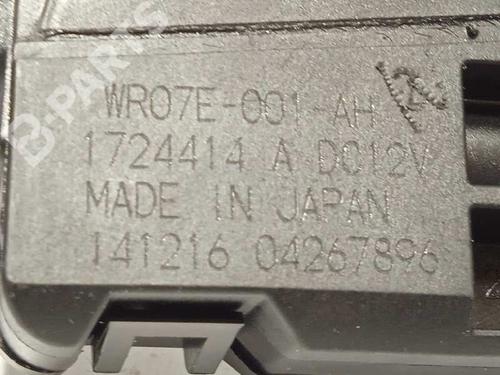 B-PARTS
WR07E-001-AH
1724414 A DC12V
MADE IN JAPAN
141216 04267896